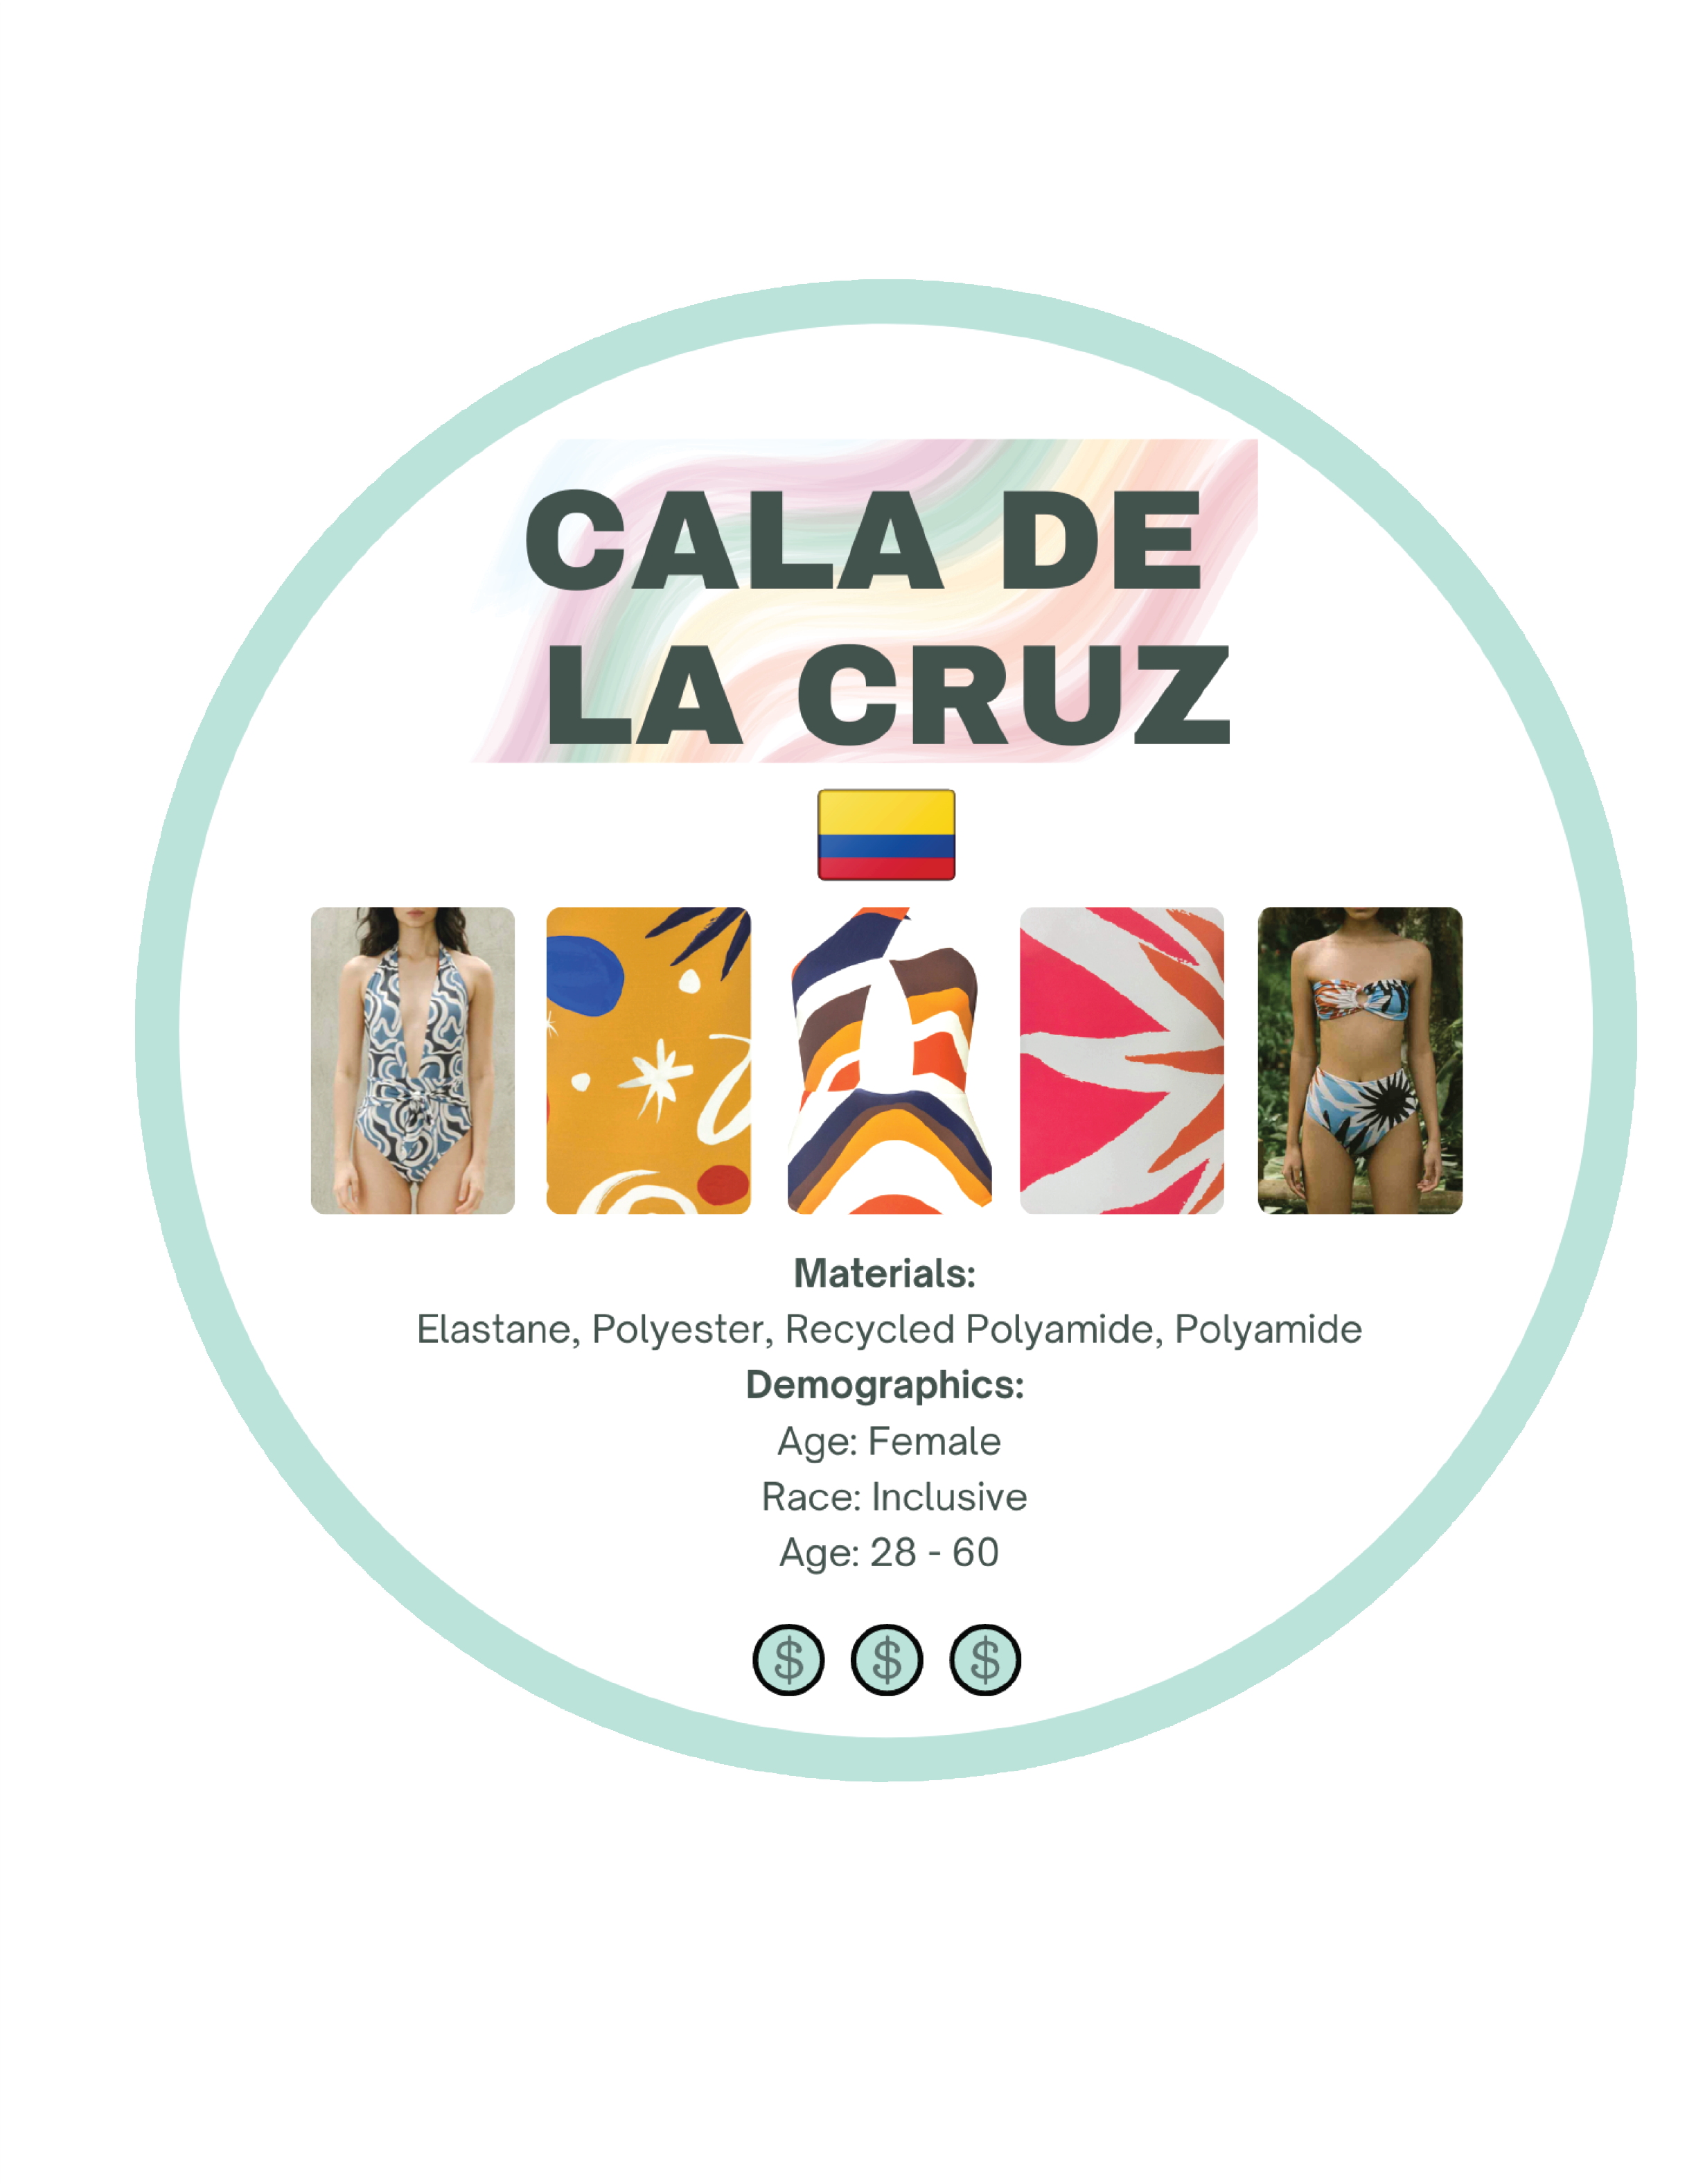 CALA DE
LA CRUZ
Materials:
Elastane, Polyester, Recycled Polyamide, Polyamide
Demographics:
Age: Female
Race: Inclusive
Age: 28 - 60
$ $ $